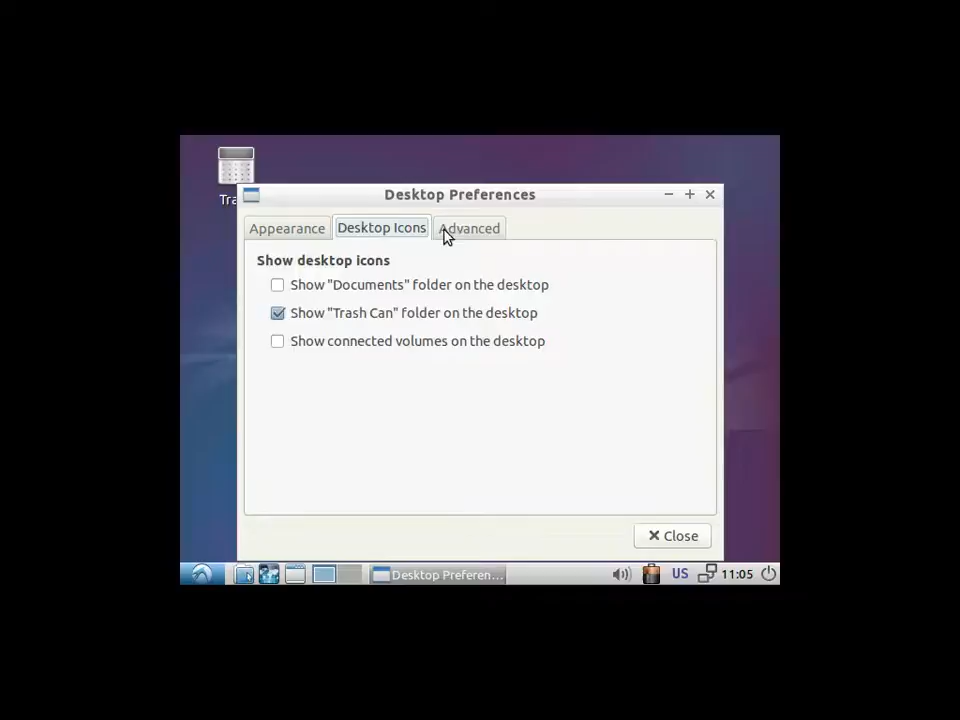 Tra
Desktop Preferences
Appearance
Desktop Icons
Advanced
Show desktop icons
Show "Documents" folder on the desktop
Show "Trash Can" folder on the desktop
Show connected volumes on the desktop
Close
Desktop Preferen...
US
11:05